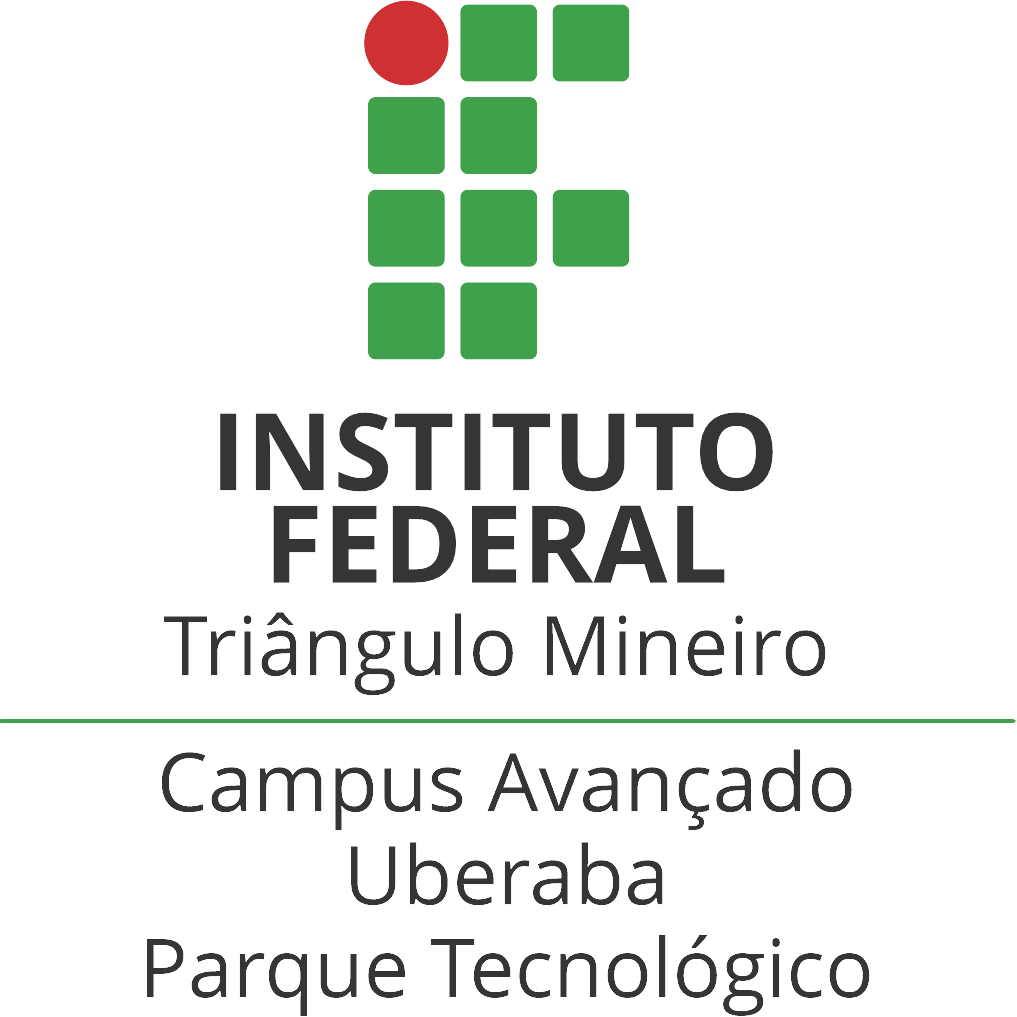 INSTITUTO
FEDERAL
Triângulo Mineiro
Campus Avançado
Uberaba
Parque Tecnológico